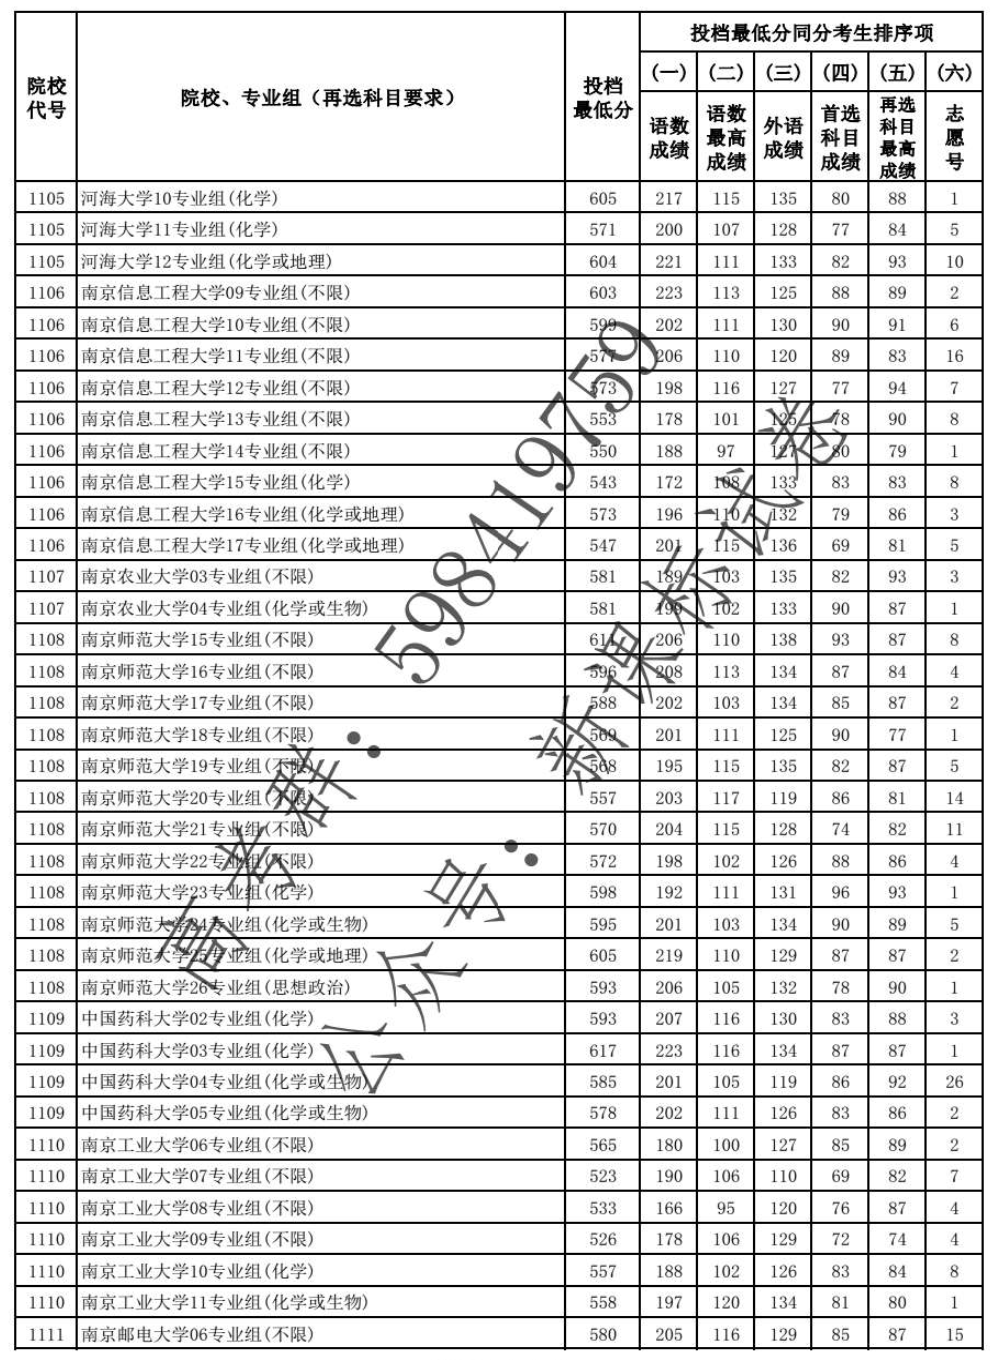 院校代号 院校、专业组（再选科目要求） 投档最低分 投档最低分同分考生排序项
（一） （二） （三） （四） （五） （六）
语数成绩 语数最高成绩 外语成绩 首选科目成绩 再选科目最高成绩 志愿号
1105 河海大学10专业组(化学) 605 217 115 135 80 88 1
1105 河海大学11专业组(化学) 571 200 107 128 77 84 5
1105 河海大学12专业组(化学或地理) 604 221 111 133 82 93 10
1106 南京信息工程大学09专业组(不限) 603 223 113 125 88 89 2
1106 南京信息工程大学10专业组(不限) 599 202 111 130 90 91 6
1106 南京信息工程大学11专业组(不限) 577 206 110 120 89 83 16
1106 南京信息工程大学12专业组(不限) 573 198 116 127 77 94 7
1106 南京信息工程大学13专业组(不限) 553 178 101 125 78 90 8
1106 南京信息工程大学14专业组(不限) 550 188 97 127 80 79 1
1106 南京信息工程大学15专业组(化学) 543 172 108 133 83 83 8
1106 南京信息工程大学16专业组(化学或地理) 573 196 110 132 79 86 3
1106 南京信息工程大学17专业组(化学或地理) 547 201 115 136 69 81 5
1107 南京农业大学03专业组(不限) 581 189 103 135 82 93 3
1107 南京农业大学04专业组(化学或生物) 581 199 102 133 90 87 1
1108 南京师范大学15专业组(不限) 611 206 110 138 93 87 8
1108 南京师范大学16专业组(不限) 596 208 113 134 87 84 4
1108 南京师范大学17专业组(不限) 588 202 103 134 85 87 2
1108 南京师范大学18专业组(不限) 569 201 111 125 90 77 1
1108 南京师范大学19专业组(不限) 568 195 115 135 82 87 5
1108 南京师范大学20专业组(不限) 557 203 117 119 86 81 14
1108 南京师范大学21专业组(不限) 570 204 115 128 74 82 11
1108 南京师范大学22专业组(不限) 572 198 102 126 88 86 4
1108 南京师范大学23专业组(化学) 598 192 111 131 96 93 1
1108 南京师范大学24专业组(化学或生物) 595 201 103 134 90 89 5
1108 南京师范大学25专业组(化学或地理) 605 219 110 129 87 87 2
1108 南京师范大学26专业组(思想政治) 593 206 105 132 78 90 1
1109 中国药科大学02专业组(化学) 593 207 116 130 83 88 3
1109 中国药科大学03专业组(化学) 617 223 116 134 87 87 1
1109 中国药科大学04专业组(化学或生物) 585 201 105 119 86 92 26
1109 中国药科大学05专业组(化学或生物) 578 202 111 126 83 86 2
1110 南京工业大学06专业组(不限) 565 180 100 127 85 89 2
1110 南京工业大学07专业组(不限) 523 190 106 110 69 82 7
1110 南京工业大学08专业组(不限) 533 166 95 120 76 87 4
1110 南京工业大学09专业组(不限) 526 178 106 129 72 74 4
1110 南京工业大学10专业组(化学) 557 188 102 126 83 84 8
1110 南京工业大学11专业组(化学或生物) 558 197 120 134 81 80 1
1111 南京邮电大学06专业组(不限) 580 205 116 129 85 87 15
高考群：598419759
公众号：新课标试卷